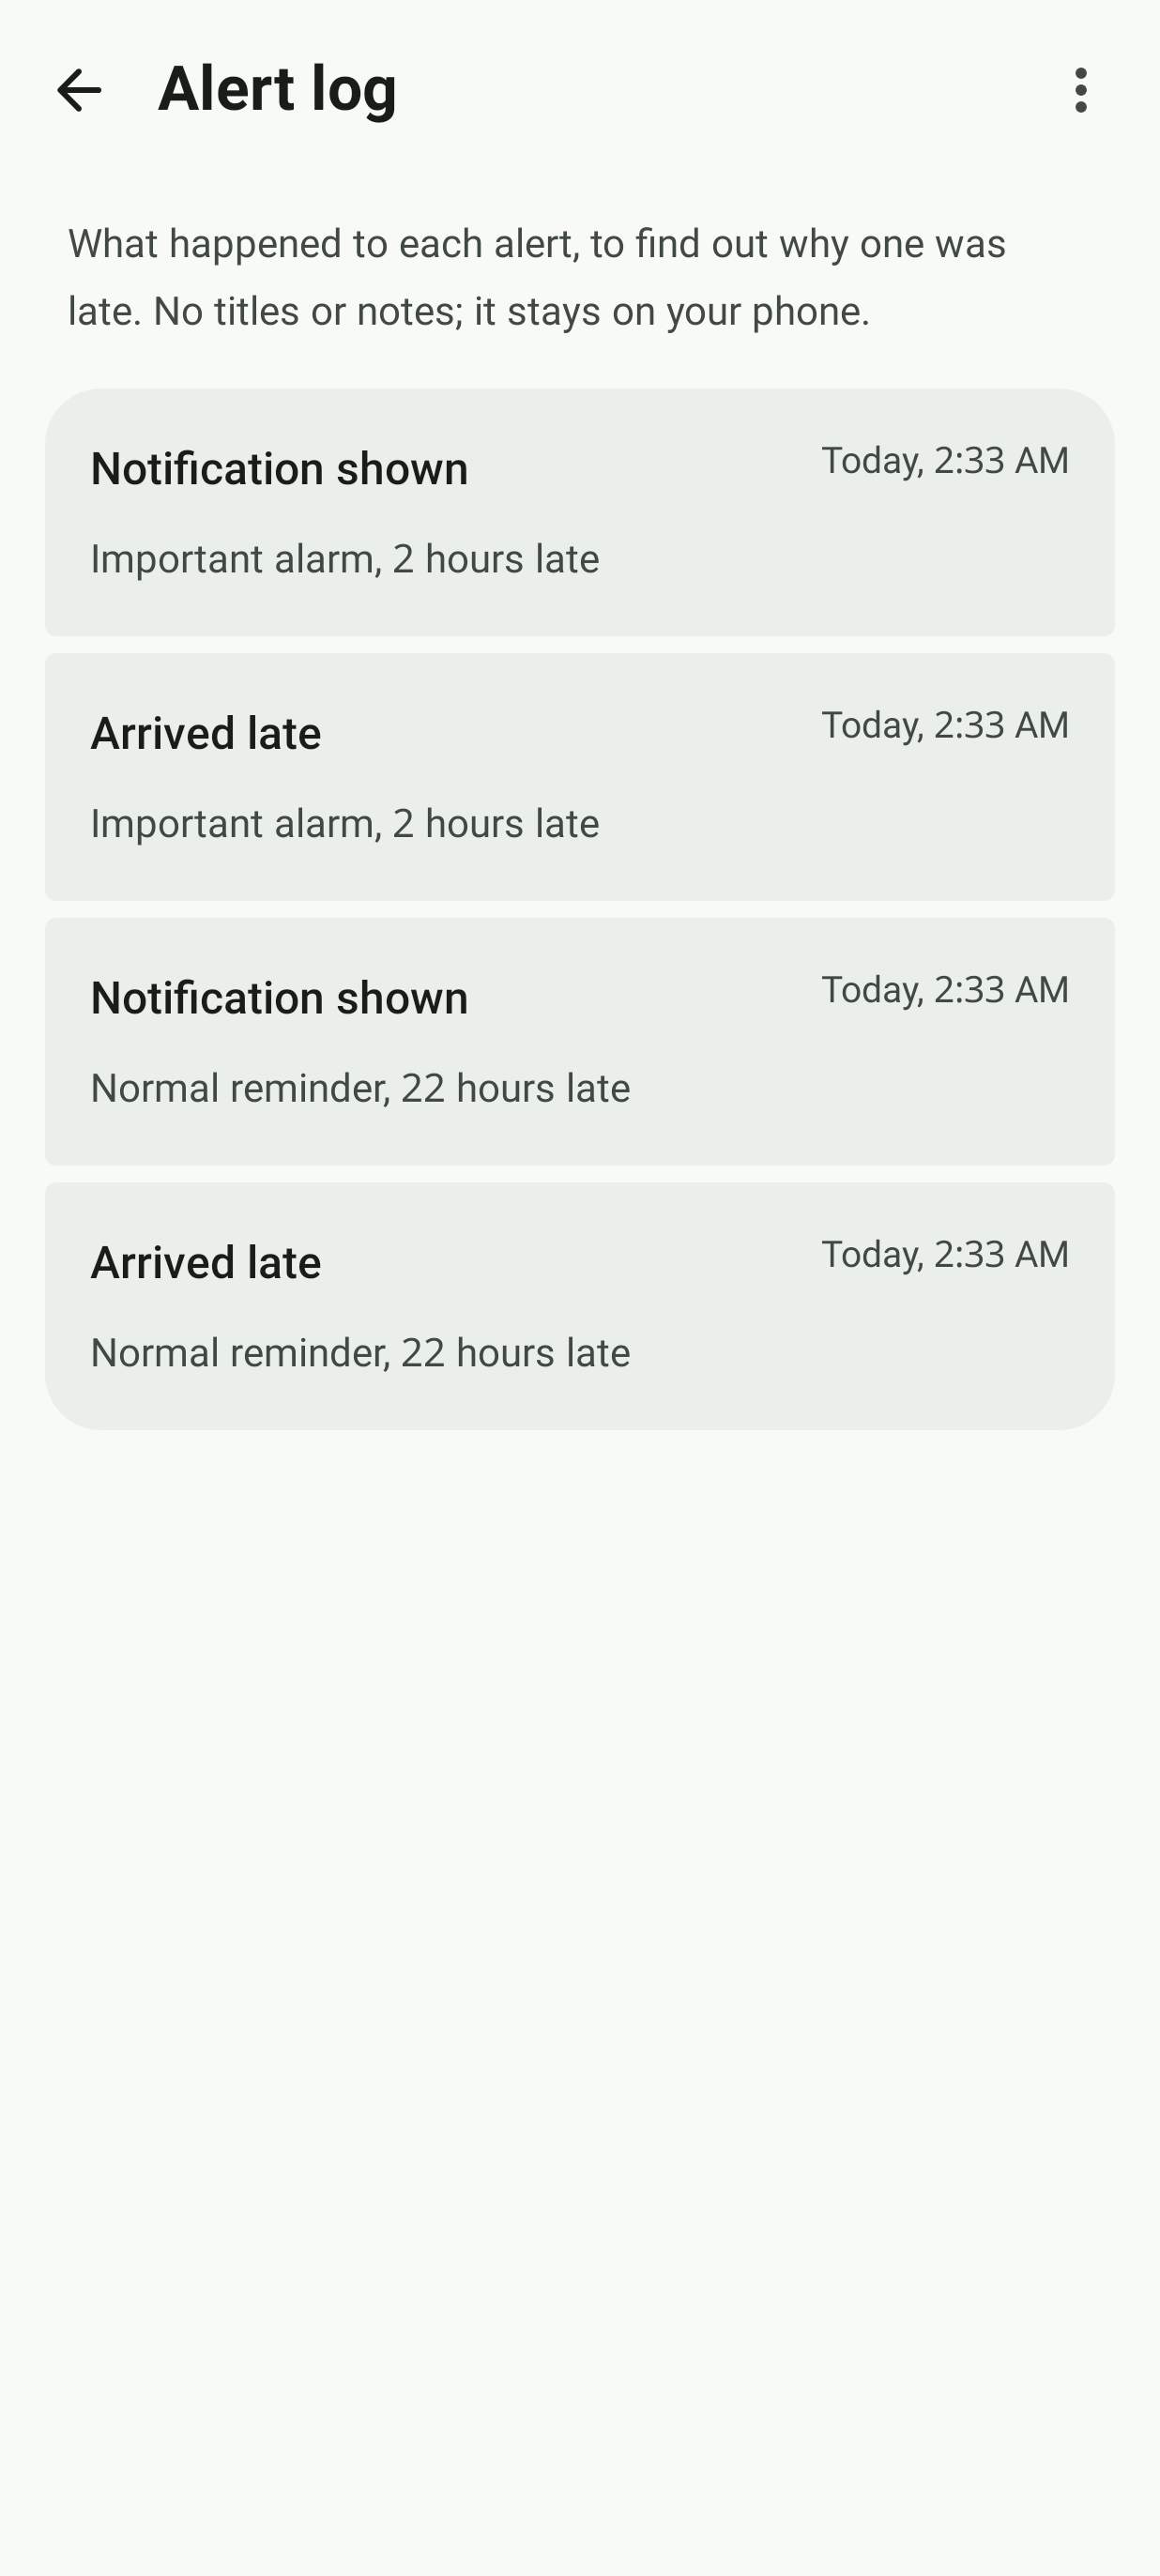 Alert log
What happened to each alert, to find out why one was
late. No titles or notes; it stays on your phone.
Notification shown
Today, 2:33 AM
Important alarm, 2 hours late
Arrived late
Today, 2:33 AM
Important alarm, 2 hours late
Notification shown
Today, 2:33 AM
Normal reminder, 22 hours late
Arrived late
Today, 2:33 AM
Normal reminder, 22 hours late